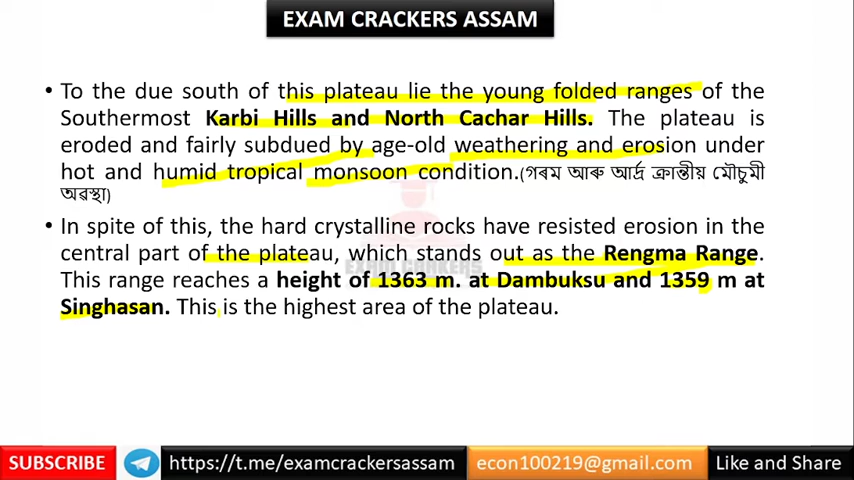 EXAM CRACKERS ASSAM
• To the due south of this plateau lie the young folded ranges of the
Southermost Karbi Hills and North Cachar Hills. The plateau is
eroded and fairly subdued by age-old weathering and erosion under
hot and humid tropical monsoon condition.(গৰম আৰু আৰ্দ্ৰ ক্ৰান্তীয় মৌচুমী
অৱস্থা)
• In spite of this, the hard crystalline rocks have resisted erosion in the
central part of the plateau, which stands out as the Rengma Range.
EXAM CRACKERS
This range reaches a height of 1363 m. at Dambuksu and 1359 m at
Singhasan. This is the highest area of the plateau.
SUBSCRIBE https://t.me/examcrackersassam econ100219@gmail.com Like and Share